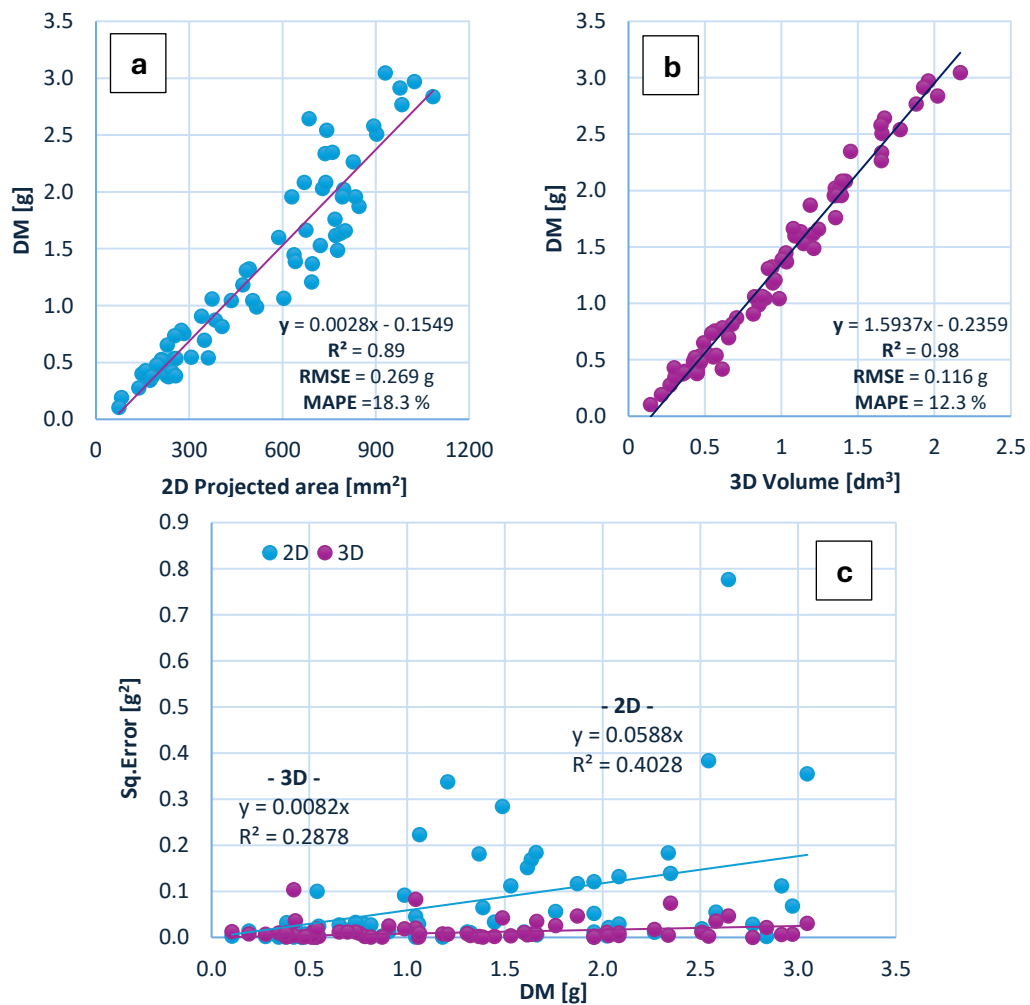 a
DM [g]
3.5
3.0
2.5
2.0
1.5
1.0
0.5
0.0
y = 0.0028x - 0.1549
R² = 0.89
RMSE = 0.269 g
MAPE =18.3 %
0 300 600 900 1200
2D Projected area [mm²]
b
DM [g]
3.5
3.0
2.5
2.0
1.5
1.0
0.5
0.0
y = 1.5937x - 0.2359
R² = 0.98
RMSE = 0.116 g
MAPE = 12.3 %
0 0.5 1 1.5 2 2.5
3D Volume [dm³]
c
2D 3D
Sq.Error [g²]
0.9
0.8
0.7
0.6
0.5
0.4
0.3
0.2
0.1
0.0
- 2D -
y = 0.0588x
R² = 0.4028
- 3D -
y = 0.0082x
R² = 0.2878
0.0 0.5 1.0 1.5 2.0 2.5 3.0 3.5
DM [g]